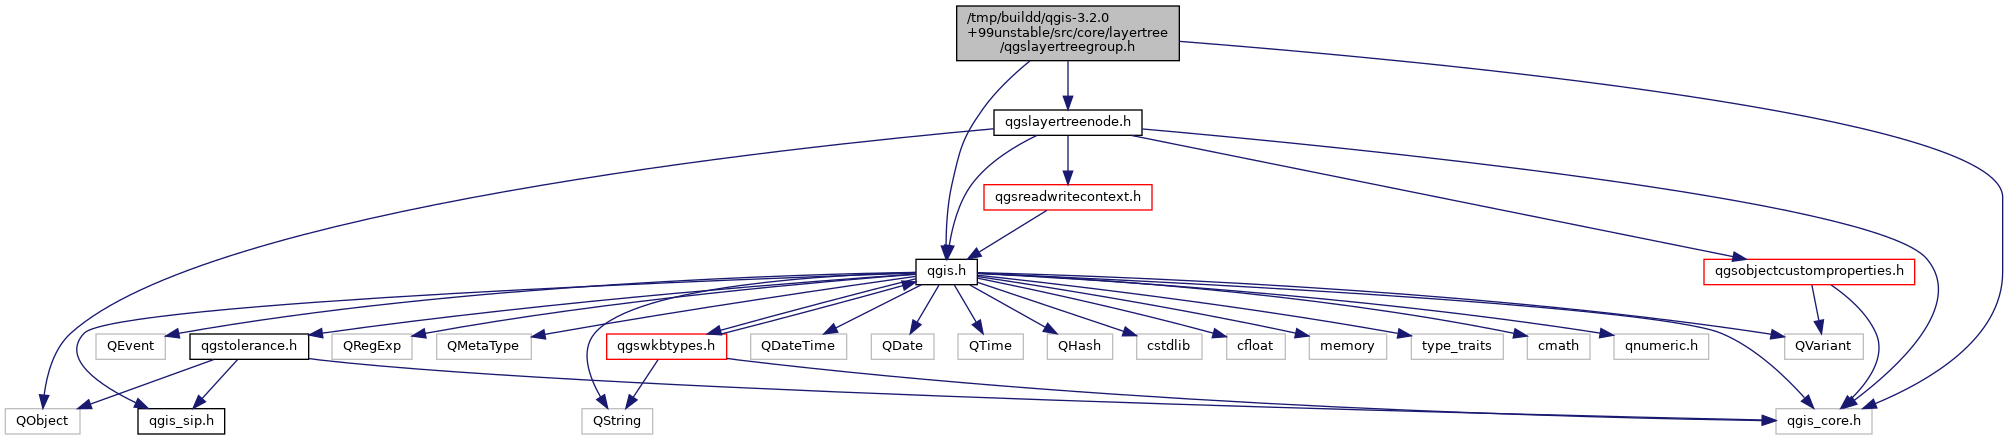 /tmp/buildd/qgis-3.2.0
+99unstable/src/core/layertree
/qgslayertreegroup.h
qgslayertreenode.h
qgsreadwritecontext.h
qgis.h
qgsobjectcustomproperties.h
QEvent
qgstolerance.h
QRegExp
QMetaType
qgswkbtypes.h
QDateTime
QDate
QTime
QHash
cstdlib
cfloat
memory
type_traits
cmath
qnumeric.h
QVariant
QObject
qgis_sip.h
QString
qgis_core.h